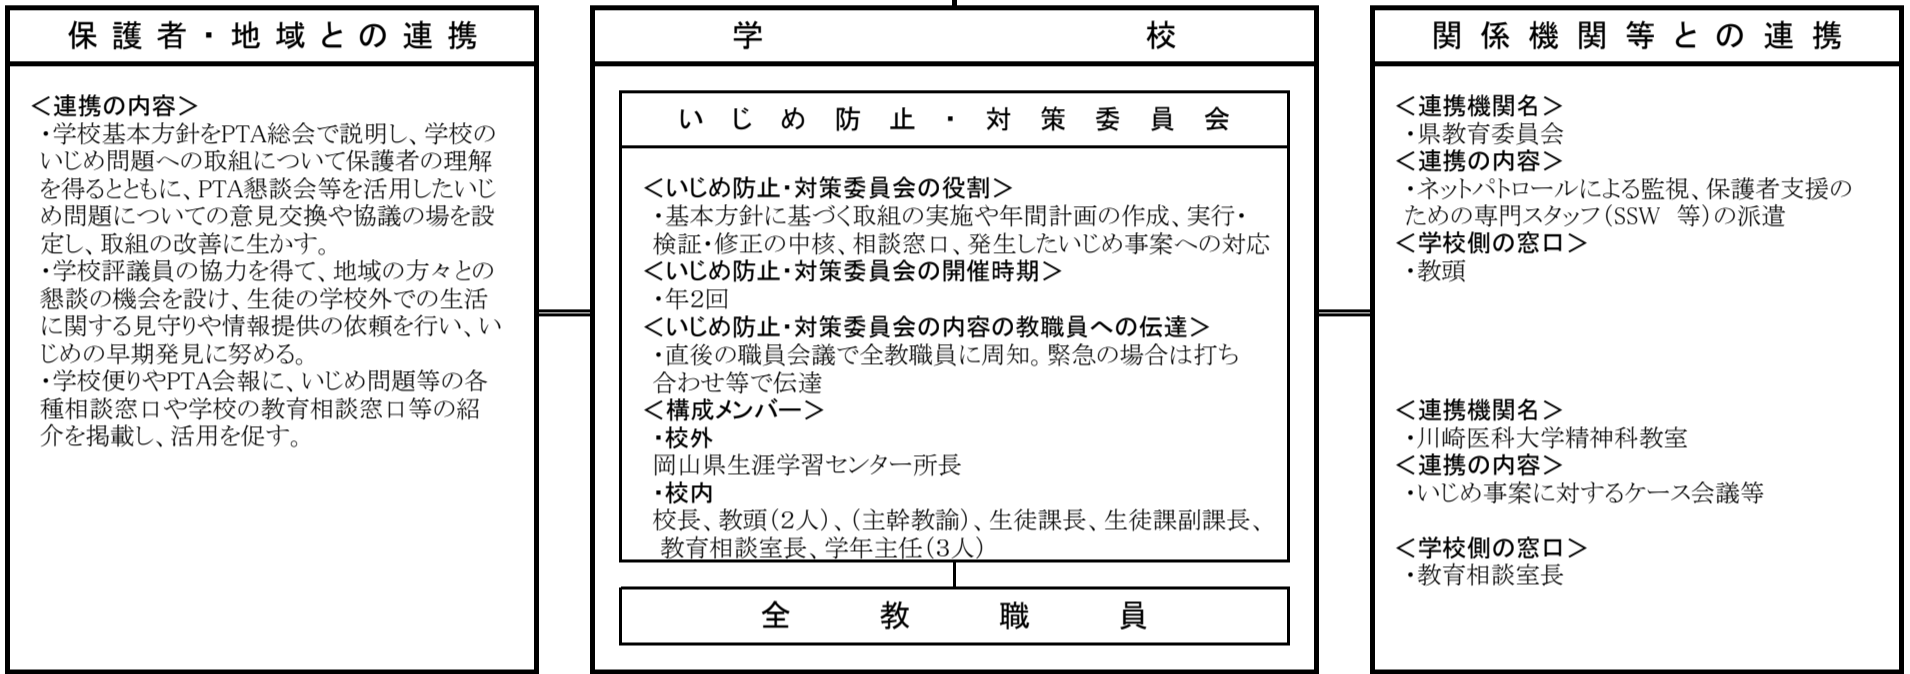 保護者・地域との連携
<連携の内容>
・学校基本方針をPTA総会で説明し、学校の
いじめ問題への取組について保護者の理解
を得るとともに、PTA懇談会等を活用したいじ
め問題についての意見交換や協議の場を設
定し、取組の改善に生かす。
・学校評議員の協力を得て、地域の方々との
懇談の機会を設け、生徒の学校外での生活
に関する見守りや情報提供の依頼を行い、い
じめの早期発見に努める。
・学校便りやPTA会報に、いじめ問題等の各
種相談窓口や学校の教育相談窓口等の紹
介を掲載し、活用を促す。
学校
いじめ防止・対策委員会
<いじめ防止・対策委員会の役割>
・基本方針に基づく取組の実施や年間計画の作成、実行・
検証・修正の中核、相談窓口、発生したいじめ事案への対応
<いじめ防止・対策委員会の開催時期>
・年2回
<いじめ防止・対策委員会の内容の教職員への伝達>
・直後の職員会議で全教職員に周知。緊急の場合は打ち
合わせ等で伝達
<構成メンバー>
・校外
岡山県生涯学習センター所長
・校内
校長、教頭(2人)、(主幹教諭)、生徒課長、生徒課副課長、
教育相談室長、学年主任(3人)
全教職員
関係機関等との連携
<連携機関名>
・県教育委員会
<連携の内容>
・ネットパトロールによる監視、保護者支援の
ための専門スタッフ(SSW 等)の派遣
<学校側の窓口>
・教頭
<連携機関名>
・川崎医科大学精神科教室
<連携の内容>
・いじめ事案に対するケース会議等
<学校側の窓口>
・教育相談室長